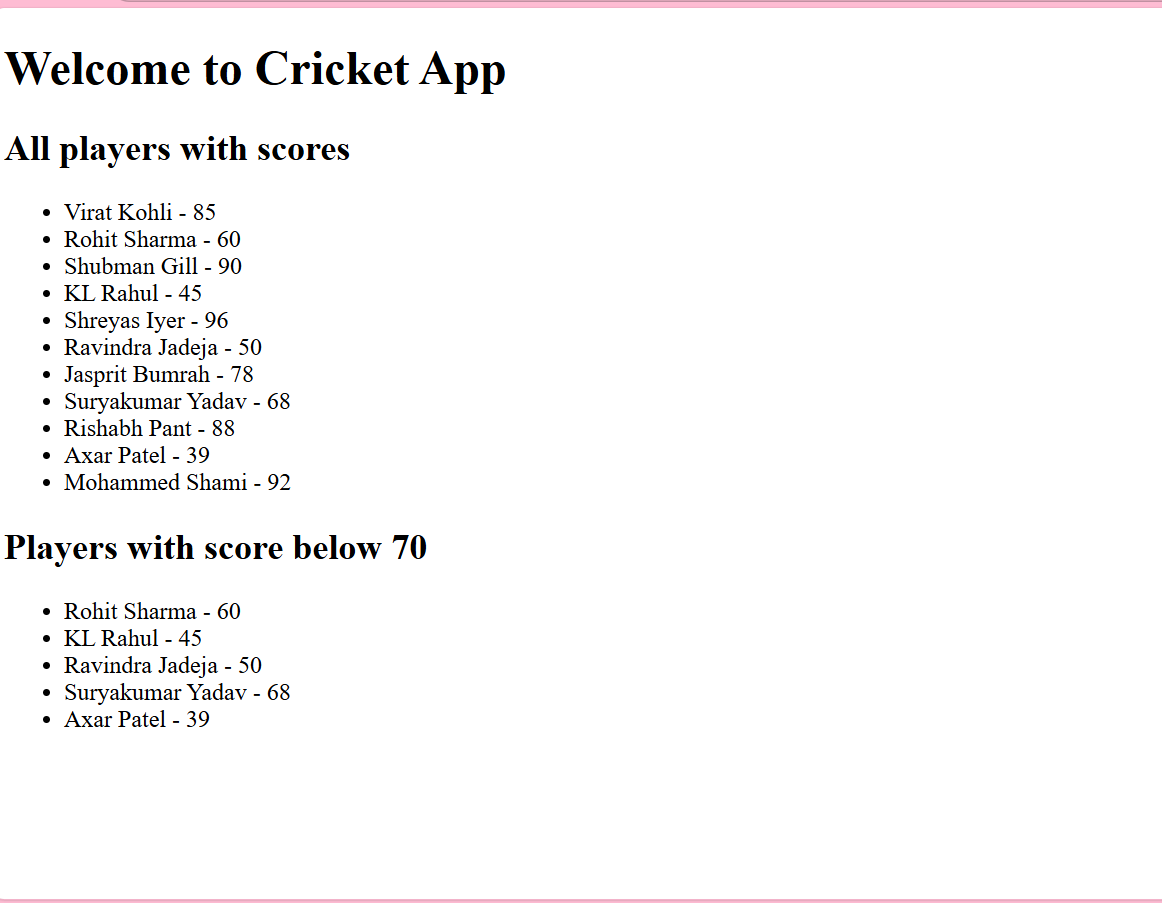 Welcome to Cricket App
All players with scores
• Virat Kohli - 85
• Rohit Sharma - 60
• Shubman Gill - 90
• KL Rahul - 45
• Shreyas Iyer - 96
• Ravindra Jadeja - 50
• Jasprit Bumrah - 78
• Suryakumar Yadav - 68
• Rishabh Pant - 88
• Axar Patel - 39
• Mohammed Shami - 92
Players with score below 70
• Rohit Sharma - 60
• KL Rahul - 45
• Ravindra Jadeja - 50
• Suryakumar Yadav - 68
• Axar Patel - 39